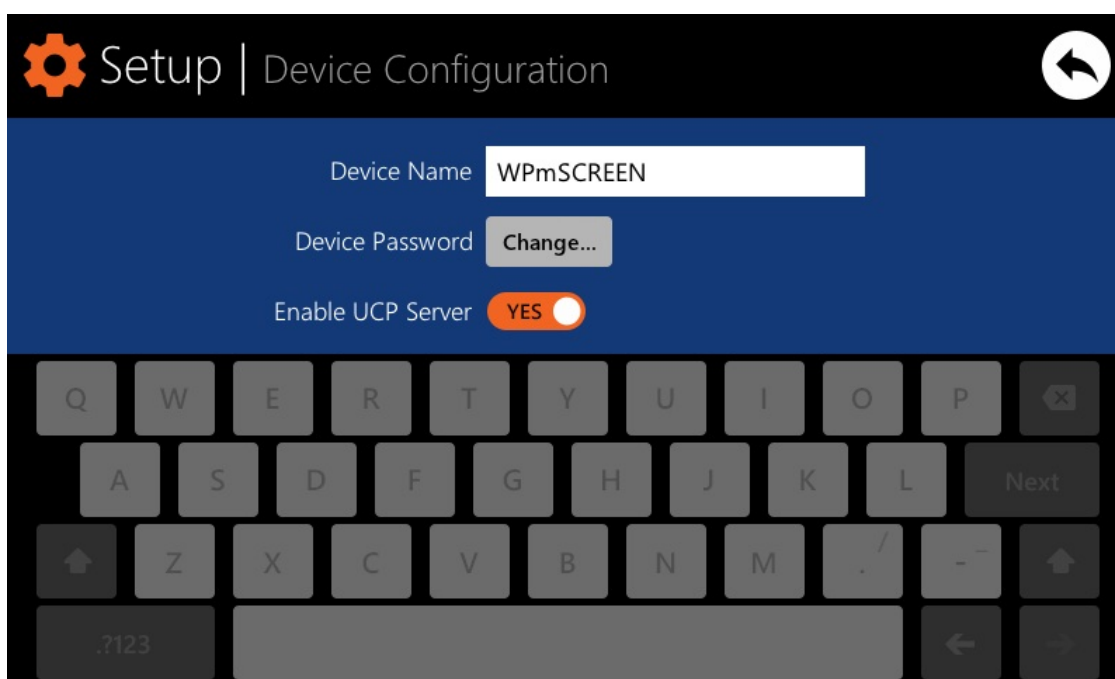 Setup | Device Configuration
Device Name WPmSCREEN
Device Password Change...
Enable UCP Server YES
Q W E R T Y U I O P
A S D F G H J K L Next
Z X C V B N M . / - _
.?123